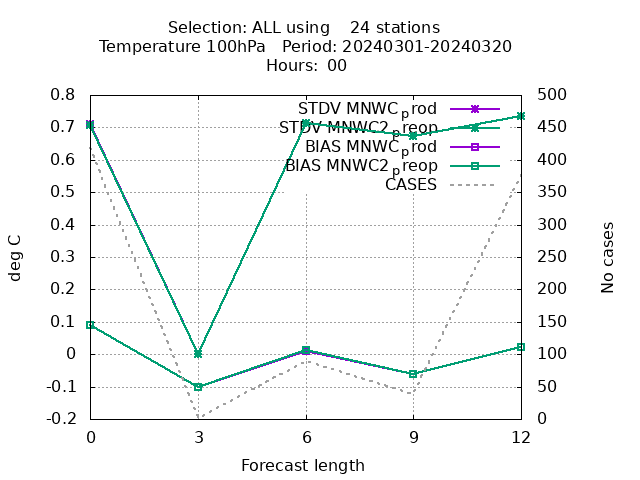 Selection: ALL using    24 stations
Temperature 100hPa   Period: 20240301-20240320
Hours:  00
0.8
0.7
0.6
0.5
0.4
0.3
0.2
0.1
0
-0.1
-0.2
500
450
400
350
300
250
200
150
100
50
0
STDV MNWC_prod
STDV MNWC2_preop
BIAS MNWC_prod
BIAS MNWC2_preop
CASES
deg C
No cases
0 3 6 9 12
Forecast length